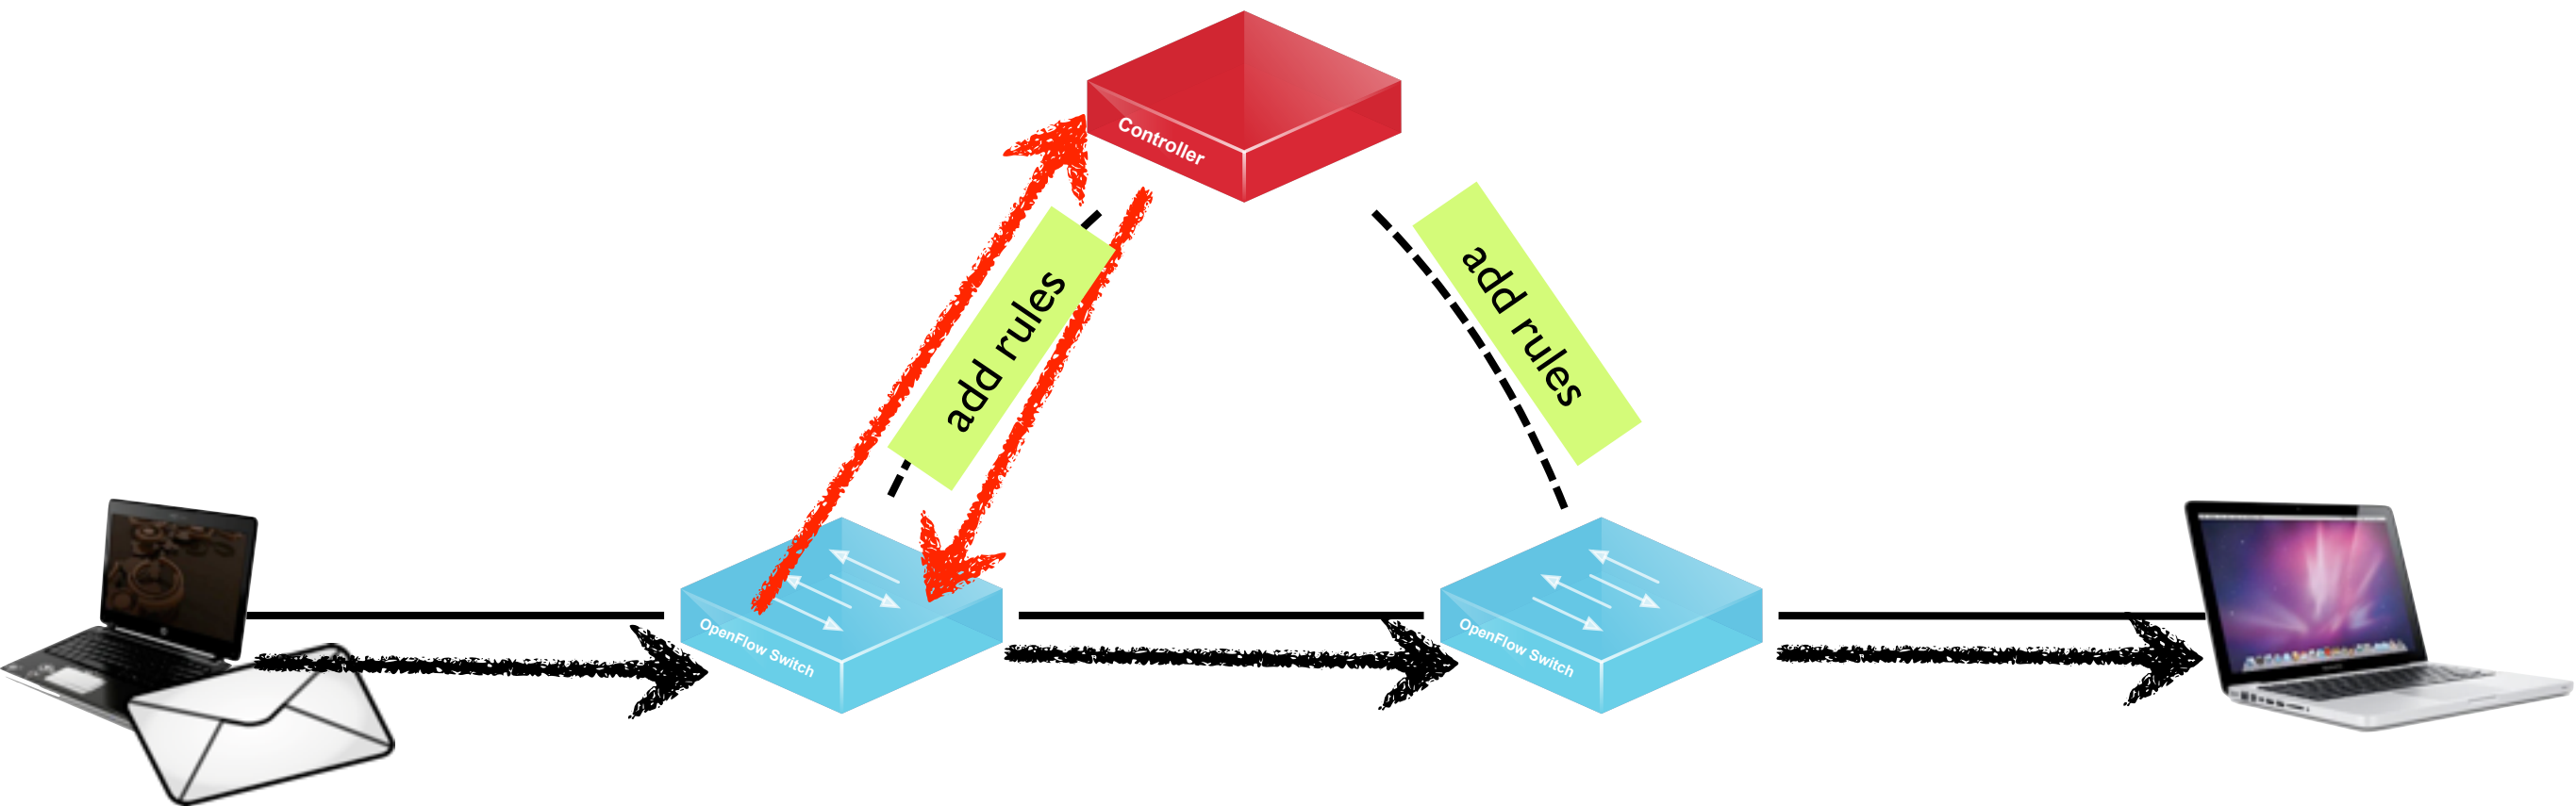 Controller
add rules
add rules
OpenFlow Switch
OpenFlow Switch